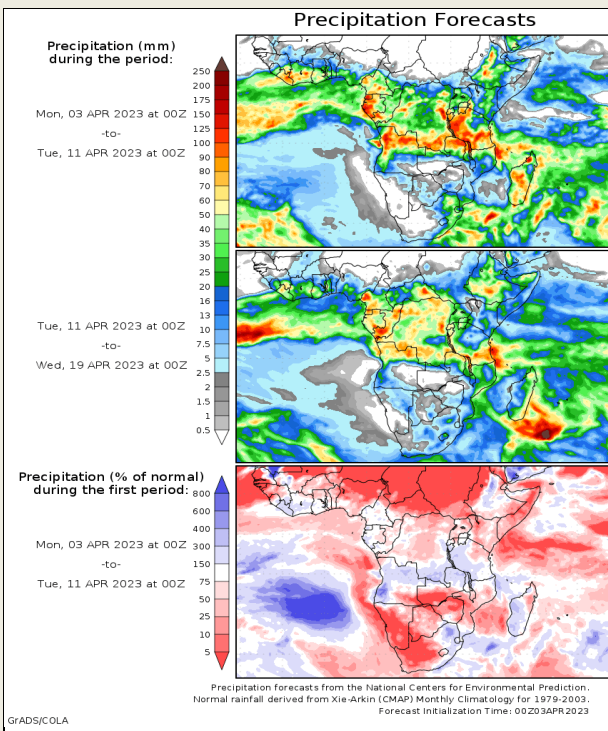 Precipitation Forecasts
Precipitation (mm)
during the period:
Mon, 03 APR 2023 at 00Z
-to-
Tue, 11 APR 2023 at 00Z
250
200
175
150
125
100
90
80
70
60
50
40
35
30
25
20
16
13
10
7.5
5
2.5
2
1.5
1
0.5
Tue, 11 APR 2023 at 00Z
-to-
Wed, 19 APR 2023 at 00Z
Precipitation (% of normal)
during the first period:
Mon, 03 APR 2023 at 00Z
-to-
Tue, 11 APR 2023 at 00Z
800
600
400
300
150
75
50
25
10
5
Precipitation forecasts from the National Centers for Environmental Prediction.
Normal rainfall derived from Xie-Arkin (CMAP) Monthly Climatology for 1979-2003.
Forecast Initialization Time: 00Z03APR2023
GrADS/COLA